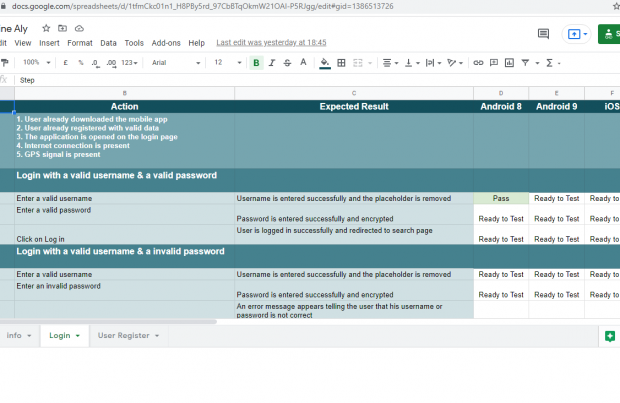 docs.google.com/spreadsheets/d/1tfmCkc01n1_H8PBy5rd_97CbBTqOkmW21OAI-P5RJgg/edit#gid=1386513726
ne Aly
dit View Insert Format Data Tools Add-ons Help Last edit was yesterday at 18:45
S
100% £ % .0 .00 123 Arial 12 B I S A
fx Step
B C D E F
Action Expected Result Android 8 Android 9 iOS
1. User already downloaded the mobile app
2. User already registered with valid data
3. The application is opened on the login page
4. Internet connection is present
5. GPS signal is present
Login with a valid username & a valid password
Enter a valid username Username is entered successfully and the placeholder is removed Pass Ready to Test Ready to
Enter a valid password
Password is entered successfully and encrypted Ready to Test Ready to Test Ready to
User is logged in successfully and redirected to search page
Click on Log in Ready to Test Ready to Test Ready to
Login with a valid username & a invalid password
Enter a valid username Username is entered successfully and the placeholder is removed Ready to Test Ready to Test Ready to
Enter an invalid password
Password is entered successfully and encrypted Ready to Test Ready to Test Ready to
An error message appears telling the user that his username or
password is not correct
info Login User Register